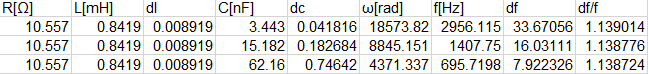 R[Ω] L[mH] dl C[nF] dc ω[rad] f[Hz] df df/f
10.557 0.8419 0.008919 3.443 0.041816 18573.82 2956.115 33.67056 1.139014
10.557 0.8419 0.008919 15.182 0.182684 8845.151 1407.75 16.03111 1.138776
10.557 0.8419 0.008919 62.16 0.74642 4371.337 695.7198 7.922326 1.138724